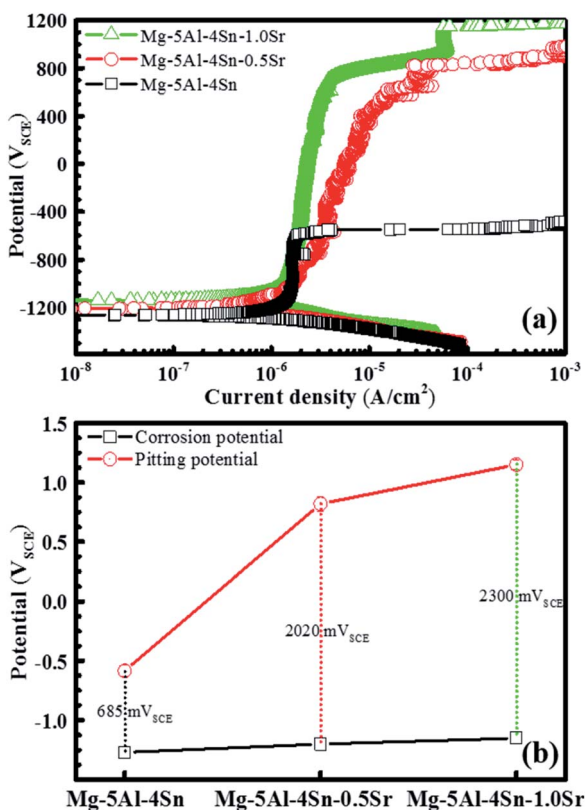 1200
800
400
0
-400
-800
-1200
Potential (V_SCE)
Mg-5Al-4Sn-1.0Sr
Mg-5Al-4Sn-0.5Sr
Mg-5Al-4Sn
(a)
10^-8 10^-7 10^-6 10^-5 10^-4 10^-3
Current density (A/cm^2)
1.5
1.0
0.5
0.0
-0.5
-1.0
Potential (V_SCE)
Corrosion potential
Pitting potential
685 mV_SCE
2020 mV_SCE
2300 mV_SCE
(b)
Mg-5Al-4Sn Mg-5Al-4Sn-0.5Sr Mg-5Al-4Sn-1.0Sr